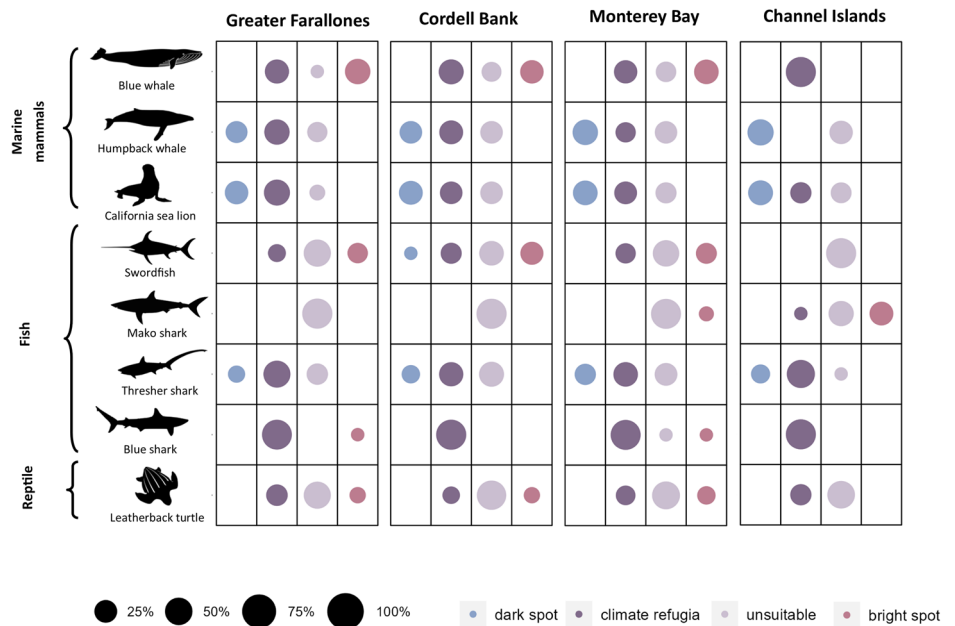 Greater Farallones
Cordell Bank
Monterey Bay
Channel Islands
Marine
mammals
Blue whale
Humpback whale
California sea lion
Fish
Swordfish
Mako shark
Thresher shark
Blue shark
Reptile
Leatherback turtle
25%
50%
75%
100%
dark spot
climate refugia
unsuitable
bright spot